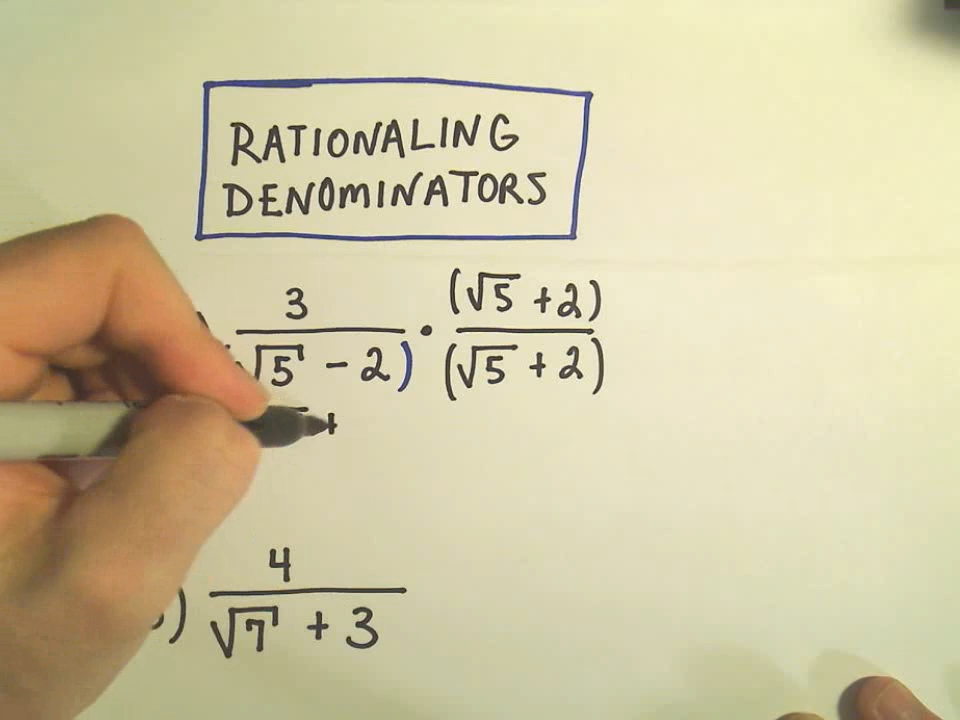 RATIONALING
DENOMINATORS
3/(√5 - 2) · (√5 + 2)/(√5 + 2)
+
) 4/(√7 + 3)